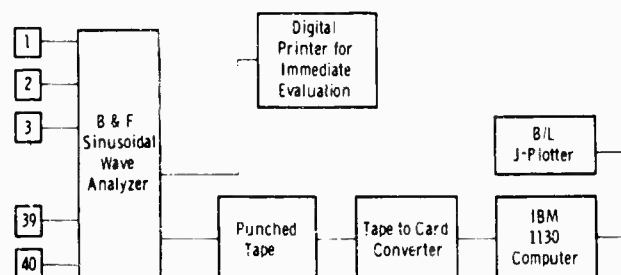 1
2
3
39
40
B & F
Sinusoidal
Wave
Analyzer
Digital
Printer for
Immediate
Evaluation
Punched
Tape
Tape to Card
Converter
B/L
J-Plotter
IBM
1130
Computer